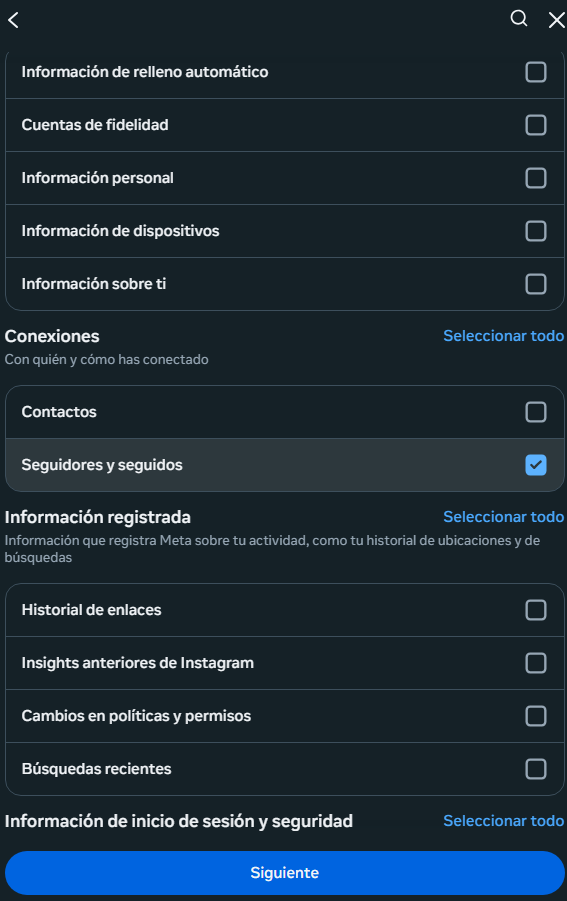 Información de relleno automático
Cuentas de fidelidad
Información personal
Información de dispositivos
Información sobre ti
Conexiones
Seleccionar todo
Con quién y cómo has conectado
Contactos
Seguidores y seguidos
Información registrada
Seleccionar todo
Información que registra Meta sobre tu actividad, como tu historial de ubicaciones y de
búsquedas
Historial de enlaces
Insights anteriores de Instagram
Cambios en políticas y permisos
Búsquedas recientes
Información de inicio de sesión y seguridad
Seleccionar todo
Siguiente